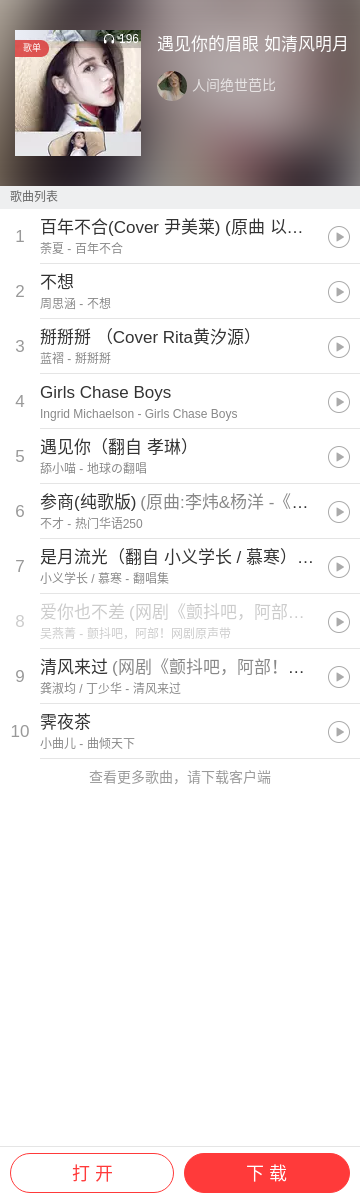 歌单
196
遇见你的眉眼 如清风明月
人间绝世芭比
歌曲列表
1
百年不合(Cover 尹美莱) (原曲 以…
荼夏 - 百年不合
2
不想
周思涵 - 不想
3
掰掰掰 （Cover Rita黄汐源）
蓝褶 - 掰掰掰
4
Girls Chase Boys
Ingrid Michaelson - Girls Chase Boys
5
遇见你（翻自 孝琳）
舔小喵 - 地球の翻唱
6
参商(纯歌版) (原曲:李炜&杨洋 -《…
不才 - 热门华语250
7
是月流光（翻自 小义学长 / 慕寒） …
小义学长 / 慕寒 - 翻唱集
8
爱你也不差 (网剧《颤抖吧，阿部…
吴燕菁 - 颤抖吧，阿部！网剧原声带
9
清风来过 (网剧《颤抖吧，阿部！…
龚淑均 / 丁少华 - 清风来过
10
霁夜茶
小曲儿 - 曲倾天下
查看更多歌曲，请下载客户端
打 开
下 载